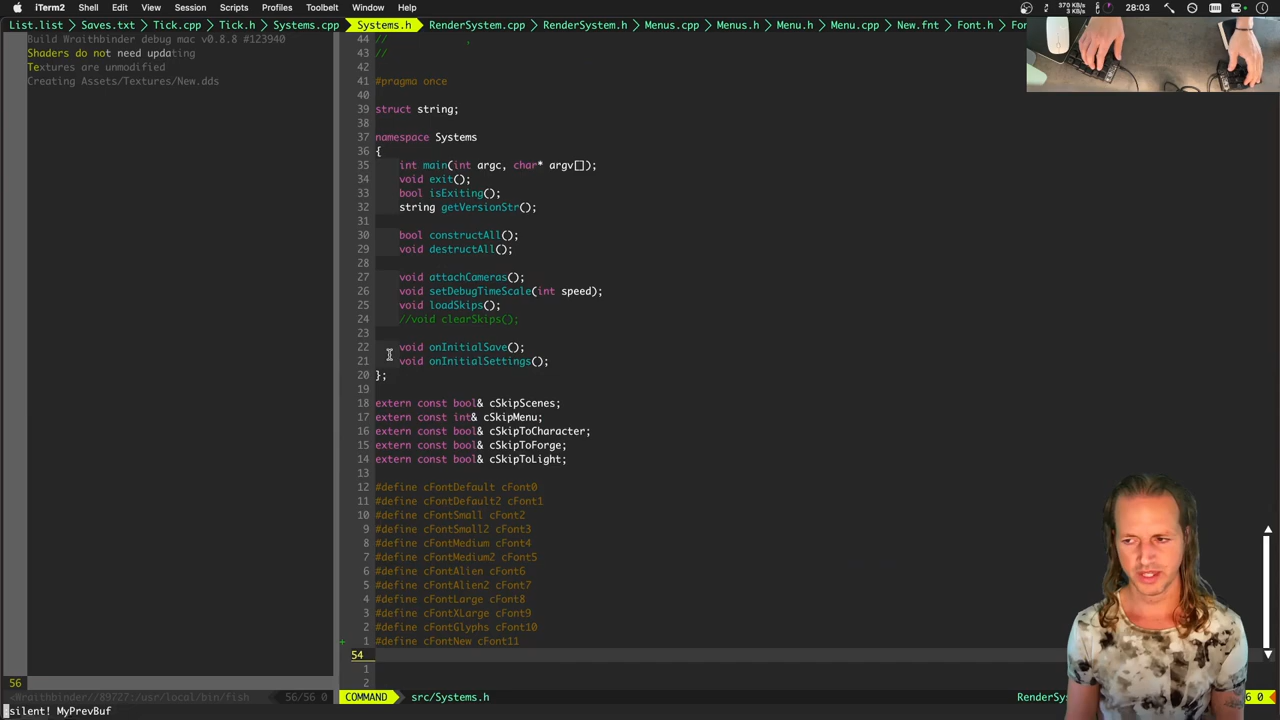 iTerm2 Shell Edit View Session Scripts Profiles Toolbelt Window Help 370 KB/s 3 KB/s 28:03
List.list Saves.txt Tick.cpp Tick.h Systems.cpp Systems.h RenderSystem.cpp RenderSystem.h Menus.cpp Menus.h Menu.h Menu.cpp New.fnt Font.h
Build Wraithbinder debug mac v0.8.8 #123940
Shaders do not need updating
Textures are unmodified
Creating Assets/Textures/New.dds
44 //
43 //
42
41 #pragma once
40
39 struct string;
38
37 namespace Systems
36 {
35 int main(int argc, char* argv[]);
34 void exit();
33 bool isExiting();
32 string getVersionStr();
31
30 bool constructAll();
29 void destructAll();
28
27 void attachCameras();
26 void setDebugTimeScale(int speed);
25 void loadSkips();
24 //void clearSkips();
23
22 void onInitialSave();
21 void onInitialSettings();
20 };
19
18 extern const bool& cSkipScenes;
17 extern const int& cSkipMenu;
16 extern const bool& cSkipToCharacter;
15 extern const bool& cSkipToForge;
14 extern const bool& cSkipToLight;
13
12 #define cFontDefault cFont0
11 #define cFontDefault2 cFont1
10 #define cFontSmall cFont2
9 #define cFontSmall2 cFont3
8 #define cFontMedium cFont4
7 #define cFontMedium2 cFont5
6 #define cFontAlien cFont6
5 #define cFontAlien2 cFont7
4 #define cFontLarge cFont8
3 #define cFontXLarge cFont9
2 #define cFontGlyphs cFont10
+ 1 #define cFontNew cFont11
54
1
56 2
56/56 0 COMMAND src/Systems.h
silent! MyPrevBuf